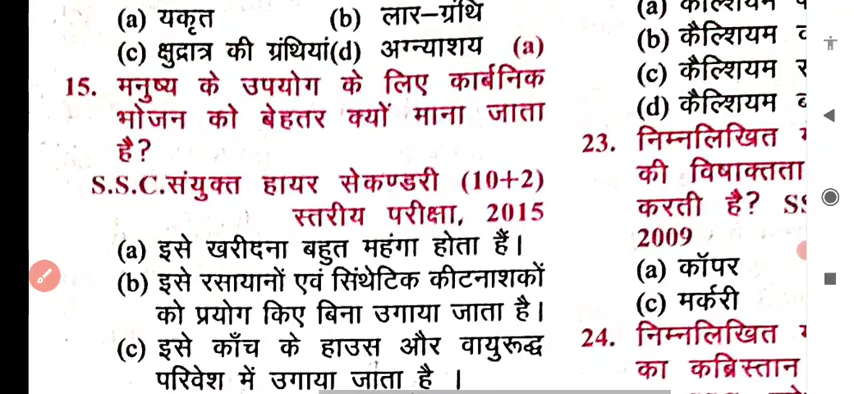 (a) यकृत (b) लार-ग्रंथि
(c) क्षुद्रात्र की ग्रंथियां(d) अग्न्याशय (a)
15. मनुष्य के उपयोग के लिए कार्बनिक
भोजन को बेहतर क्यों माना जाता
है?
S.S.C.संयुक्त हायर सेकण्डरी (10+2)
स्तरीय परीक्षा, 2015
(a) इसे खरीदना बहुत महंगा होता हैं।
(b) इसे रसायानों एवं सिंथेटिक कीटनाशकों
को प्रयोग किए बिना उगाया जाता है।
(c) इसे काँच के हाउस और वायुरूद्ध
परिवेश में उगाया जाता है ।
(a)
(b) कैल्शियम
(c) कैल्शियम
(d) कैल्शियम
23. निम्नलिखित
की विषाक्तता
करती है?
2009
(a) कॉपर
(c) मर्करी
24. निम्नलिखित
का कब्रिस्तान